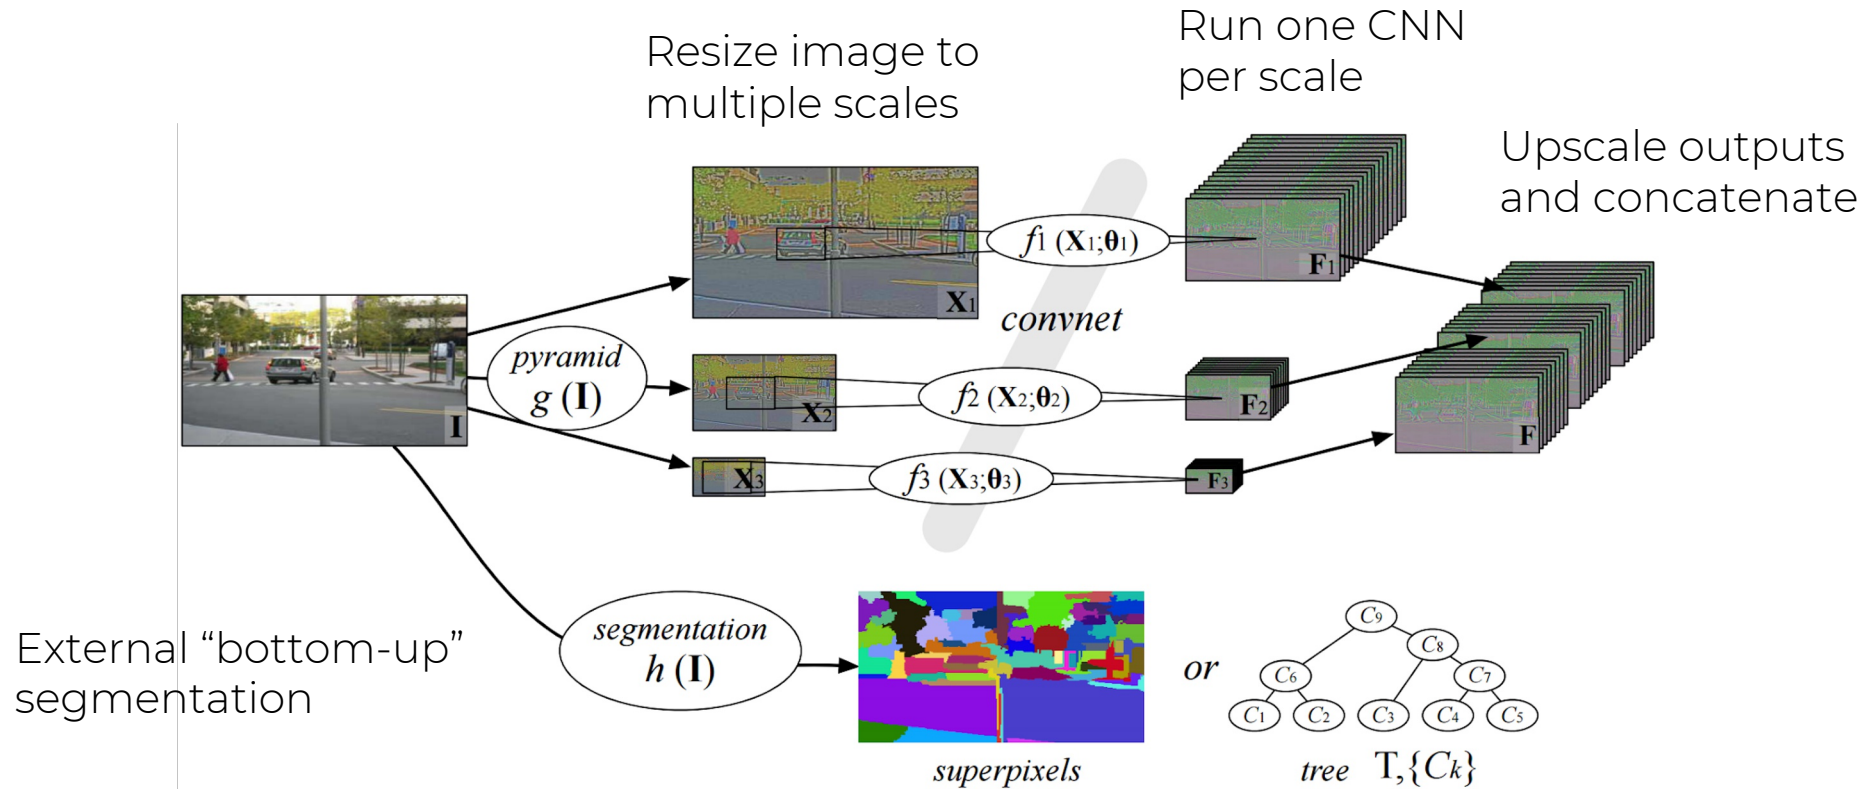 Resize image to
multiple scales
Run one CNN
per scale
Upscale outputs
and concatenate
I
pyramid
g (I)
X1
f1 (X1;θ1)
F1
convnet
X2
f2 (X2;θ2)
F2
X3
f3 (X3;θ3)
F3
F
External “bottom-up”
segmentation
segmentation
h (I)
superpixels
or
C9
C8
C6
C7
C1
C2
C3
C4
C5
tree T,{Ck}